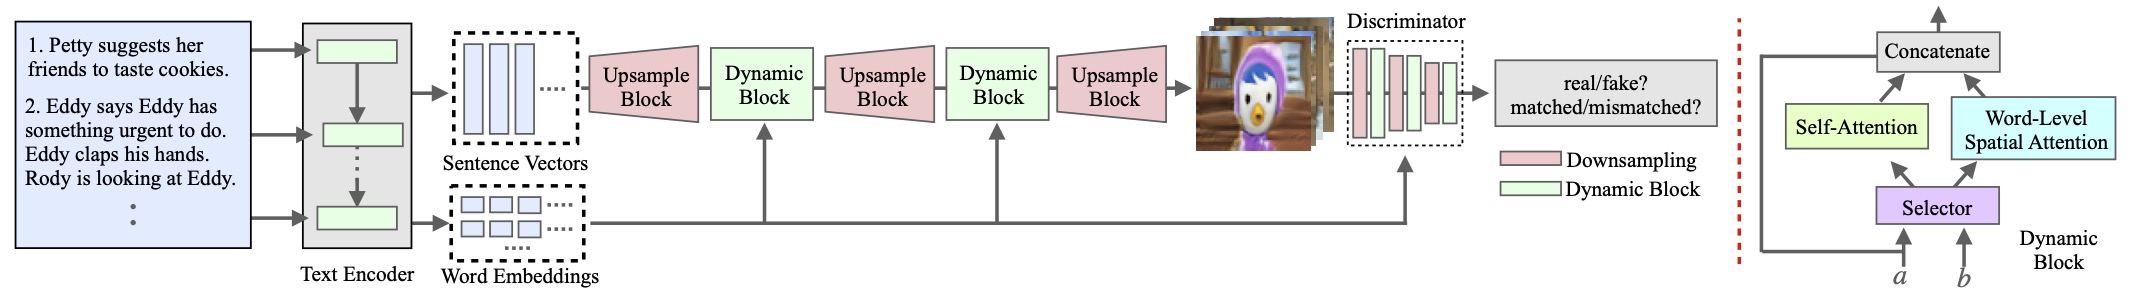 1. Petty suggests her
friends to taste cookies.
2. Eddy says Eddy has
something urgent to do.
Eddy claps his hands.
Rody is looking at Eddy.
Text Encoder
Sentence Vectors
Word Embeddings
Upsample
Block
Dynamic
Block
Upsample
Block
Dynamic
Block
Upsample
Block
Discriminator
real/fake?
matched/mismatched?
Downsampling
Dynamic Block
Concatenate
Self-Attention
Word-Level
Spatial Attention
Selector
a
b
Dynamic
Block